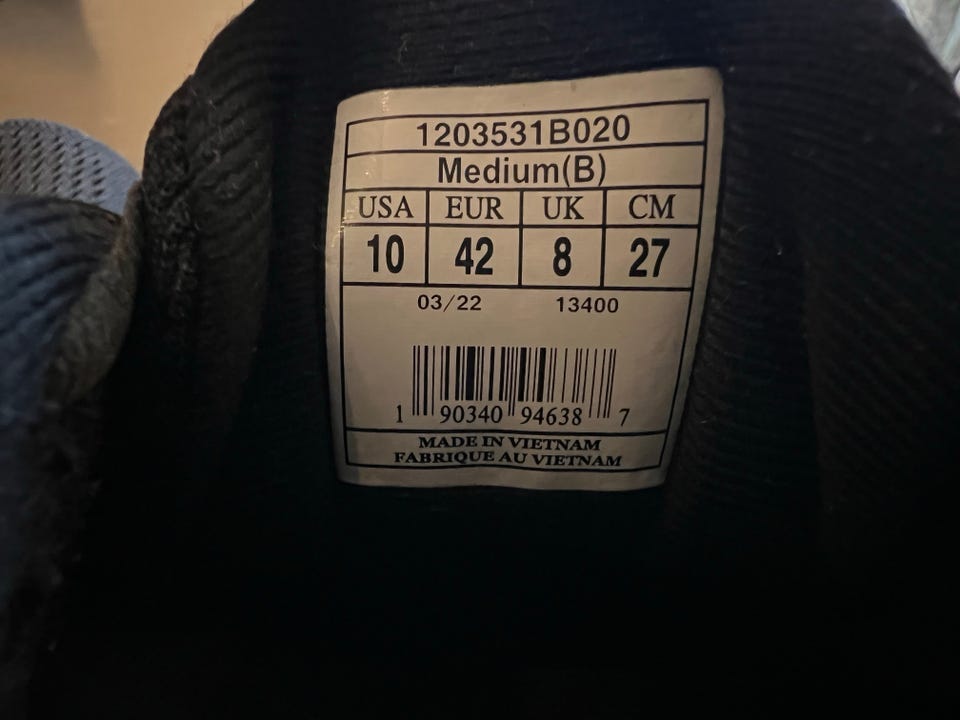 1203531B020
Medium(B)
USA EUR UK CM
10 42 8 27
03/22 13400
1 90340 94638 7
MADE IN VIETNAM
FABRIQUE AU VIETNAM